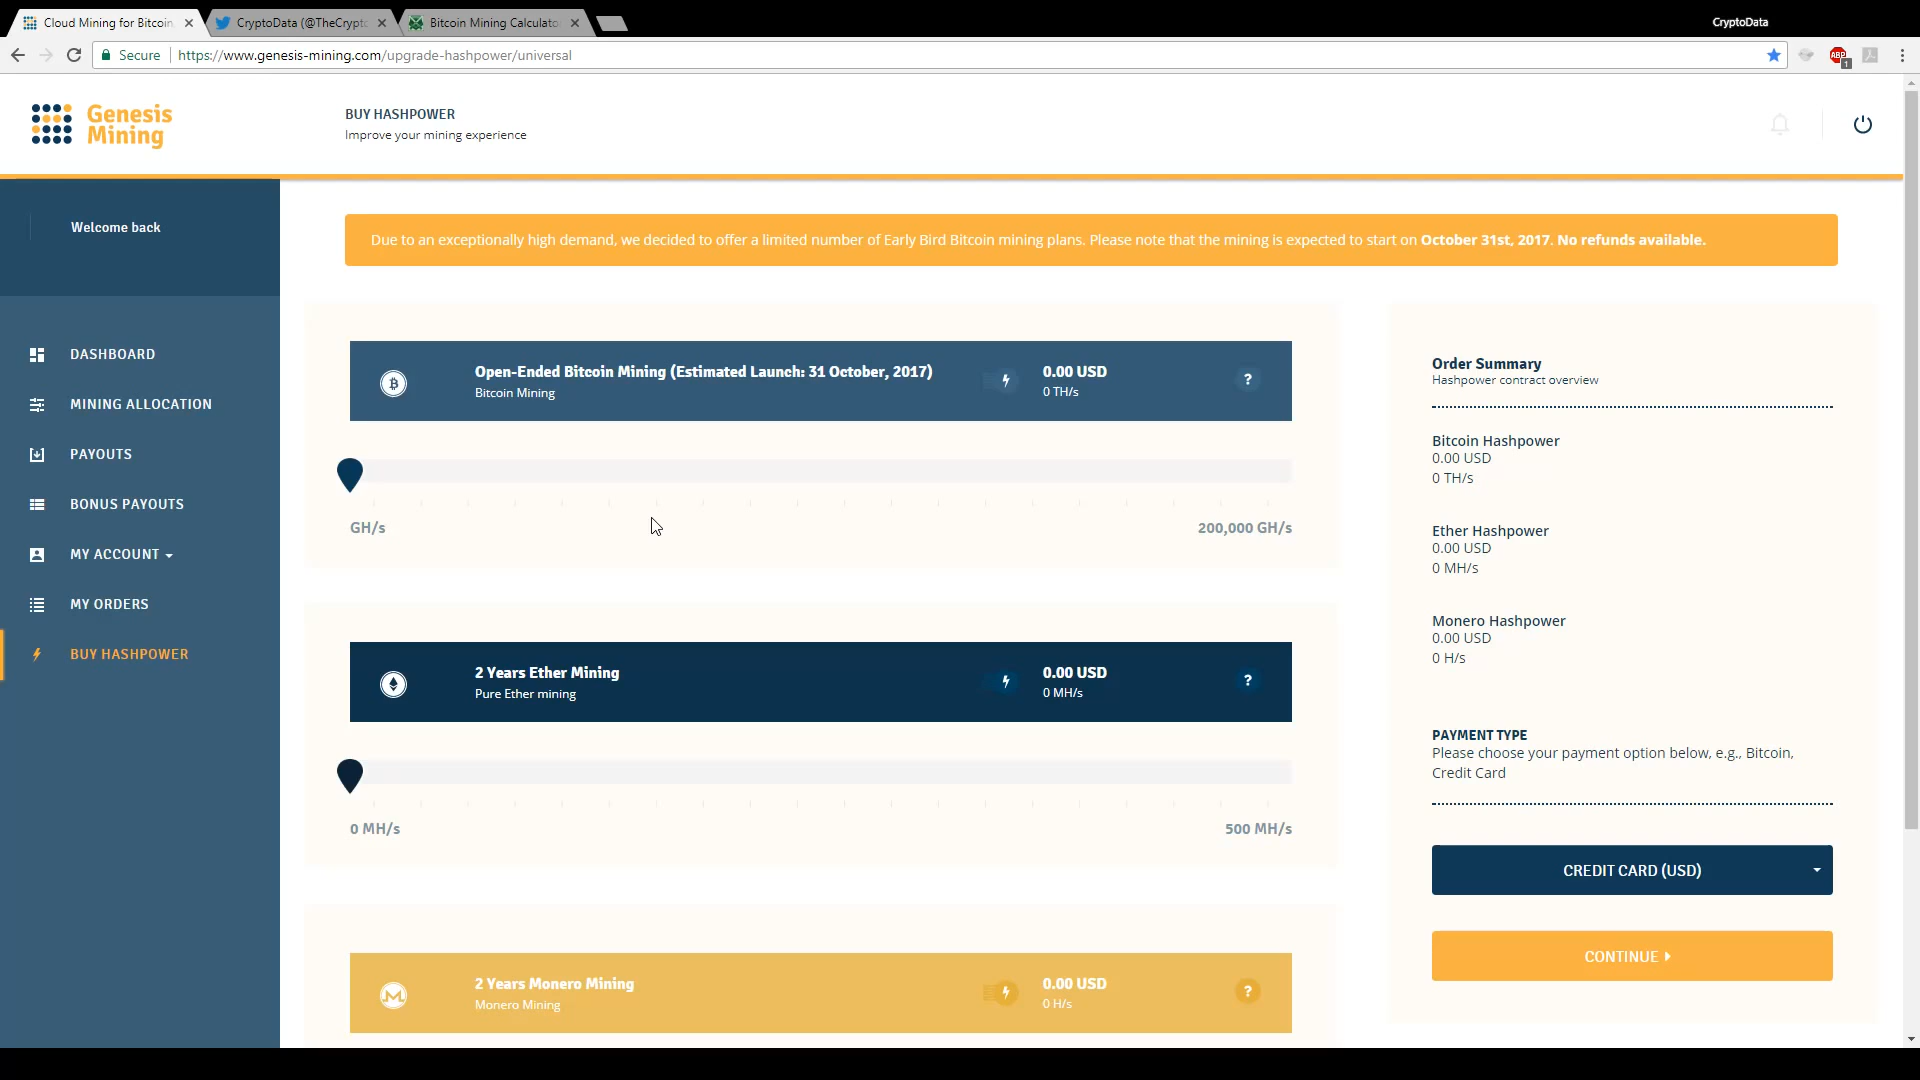 Cloud Mining for Bitcoin
CryptoData (@TheCrypto
Bitcoin Mining Calculato
CryptoData
Secure
https://www.genesis-mining.com/upgrade-hashpower/universal
ABP
1
Genesis
Mining
BUY HASHPOWER
Improve your mining experience
Welcome back
DASHBOARD
MINING ALLOCATION
PAYOUTS
BONUS PAYOUTS
MY ACCOUNT
MY ORDERS
BUY HASHPOWER
Due to an exceptionally high demand, we decided to offer a limited number of Early Bird Bitcoin mining plans. Please note that the mining is expected to start on October 31st, 2017. No refunds available.
Open-Ended Bitcoin Mining (Estimated Launch: 31 October, 2017)
Bitcoin Mining
0.00 USD
0 TH/s
?
GH/s
200,000 GH/s
2 Years Ether Mining
Pure Ether mining
0.00 USD
0 MH/s
?
0 MH/s
500 MH/s
2 Years Monero Mining
Monero Mining
0.00 USD
0 H/s
?
Order Summary
Hashpower contract overview
Bitcoin Hashpower
0.00 USD
0 TH/s
Ether Hashpower
0.00 USD
0 MH/s
Monero Hashpower
0.00 USD
0 H/s
PAYMENT TYPE
Please choose your payment option below, e.g., Bitcoin,
Credit Card
CREDIT CARD (USD)
CONTINUE